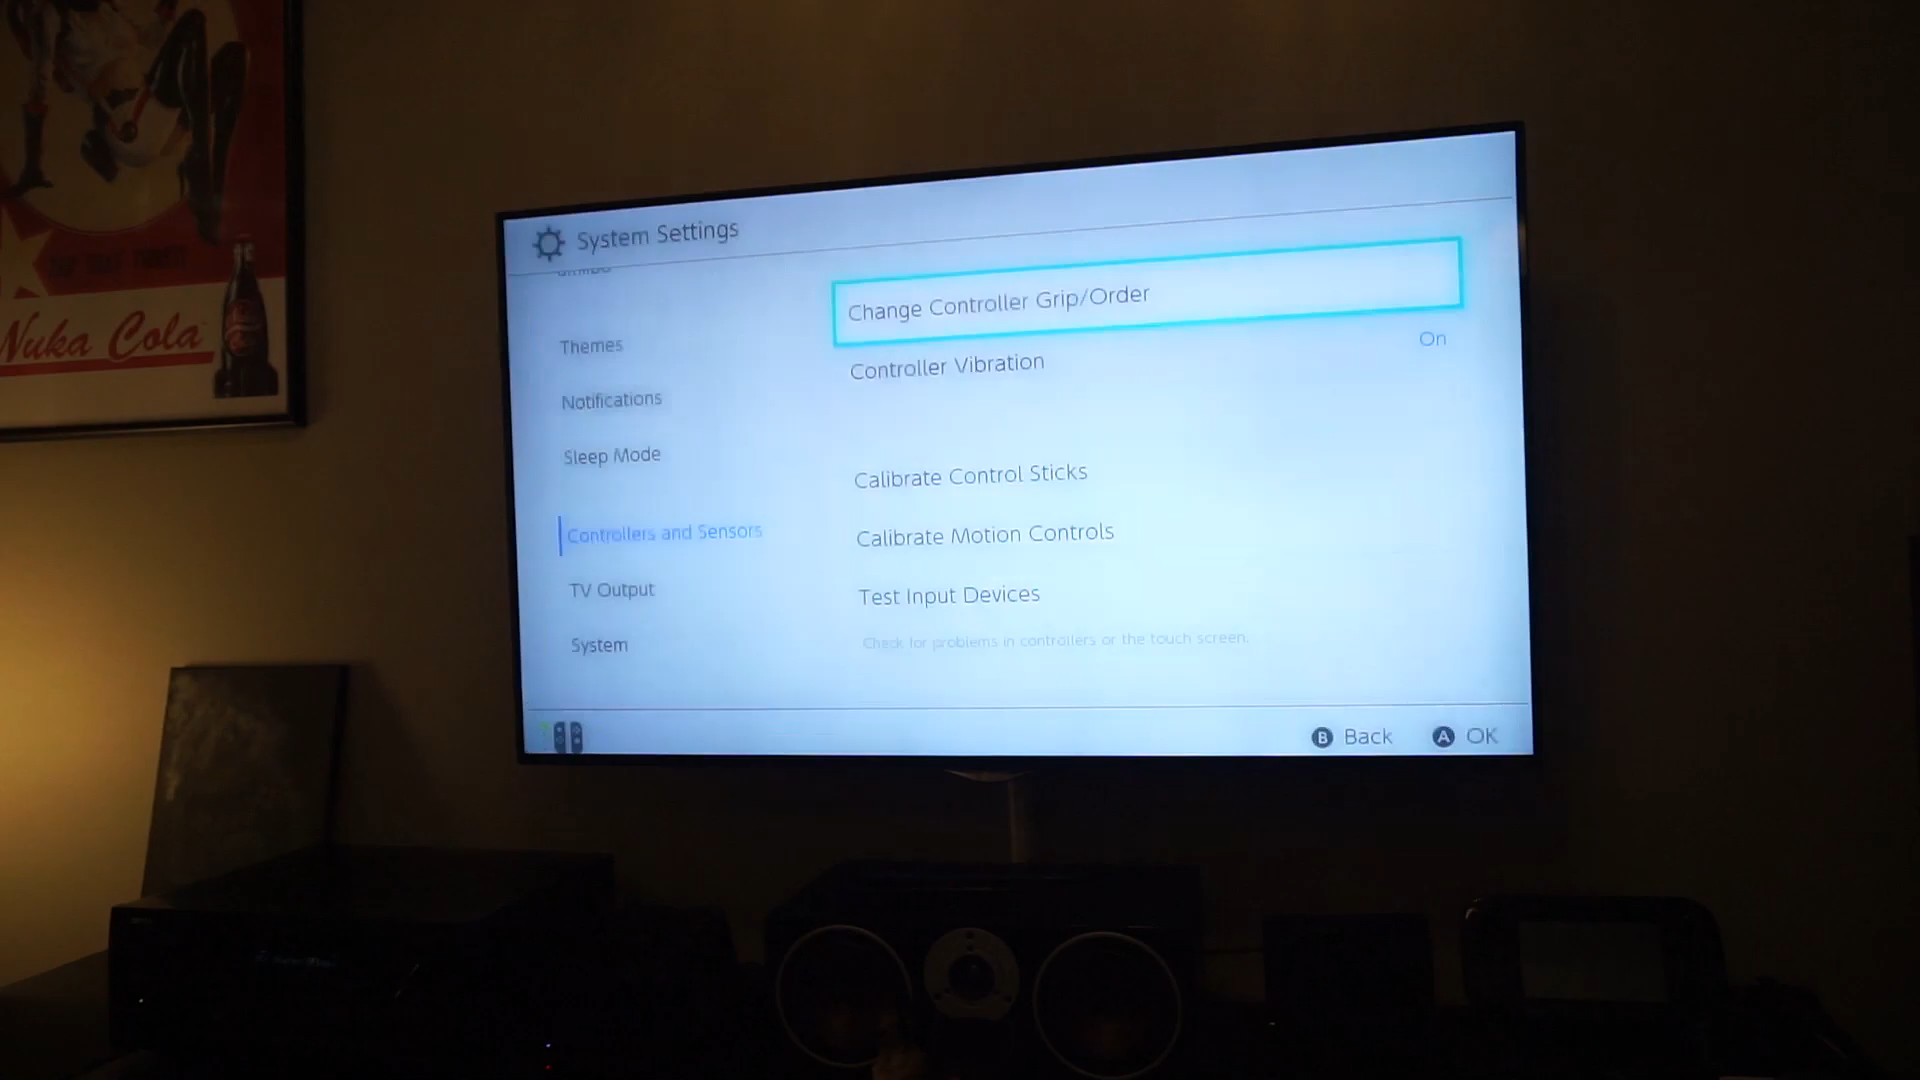 Nuka Cola
System Settings
amiibo
Themes
Notifications
Sleep Mode
Controllers and Sensors
TV Output
System
Change Controller Grip/Order
Controller Vibration
On
Calibrate Control Sticks
Calibrate Motion Controls
Test Input Devices
Check for problems in controllers or the touch screen.
B Back
A OK